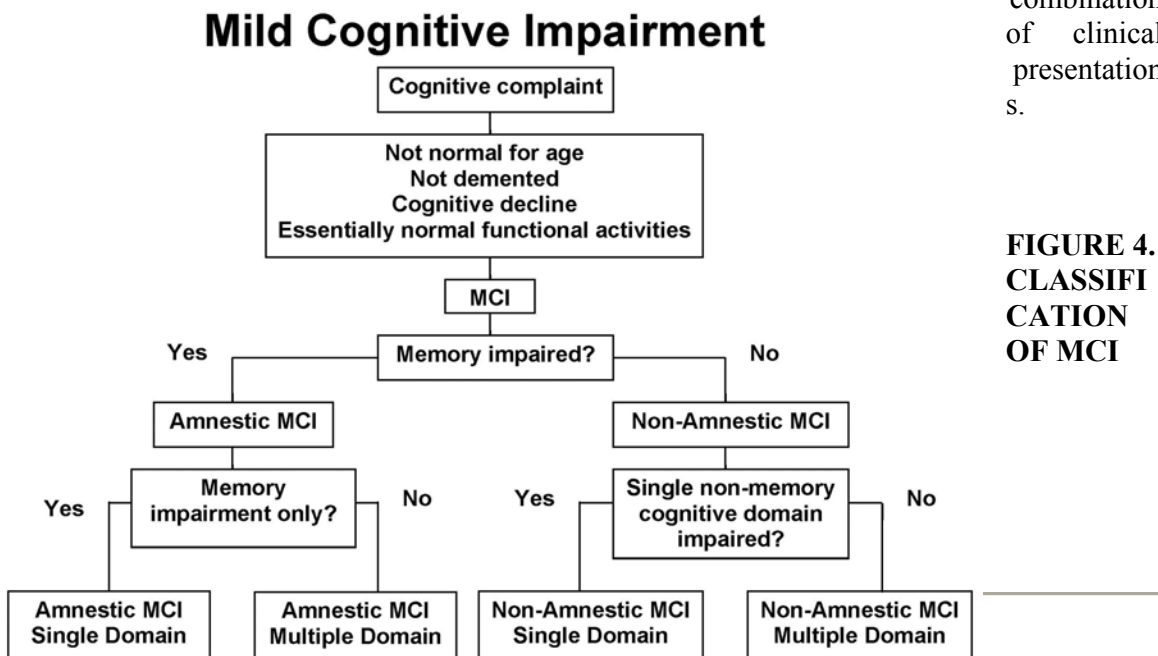 Mild Cognitive Impairment
Cognitive complaint
Not normal for age
Not demented
Cognitive decline
Essentially normal functional activities
MCI
Yes
Memory impaired?
No
Amnestic MCI
Non-Amnestic MCI
Yes
Memory
impairment only?
No
Yes
Single non-memory
cognitive domain
impaired?
No
Amnestic MCI
Single Domain
Amnestic MCI
Multiple Domain
Non-Amnestic MCI
Single Domain
Non-Amnestic MCI
Multiple Domain
combination
of clinical
presentation
s.
FIGURE 4.
CLASSIFI
CATION
OF MCI